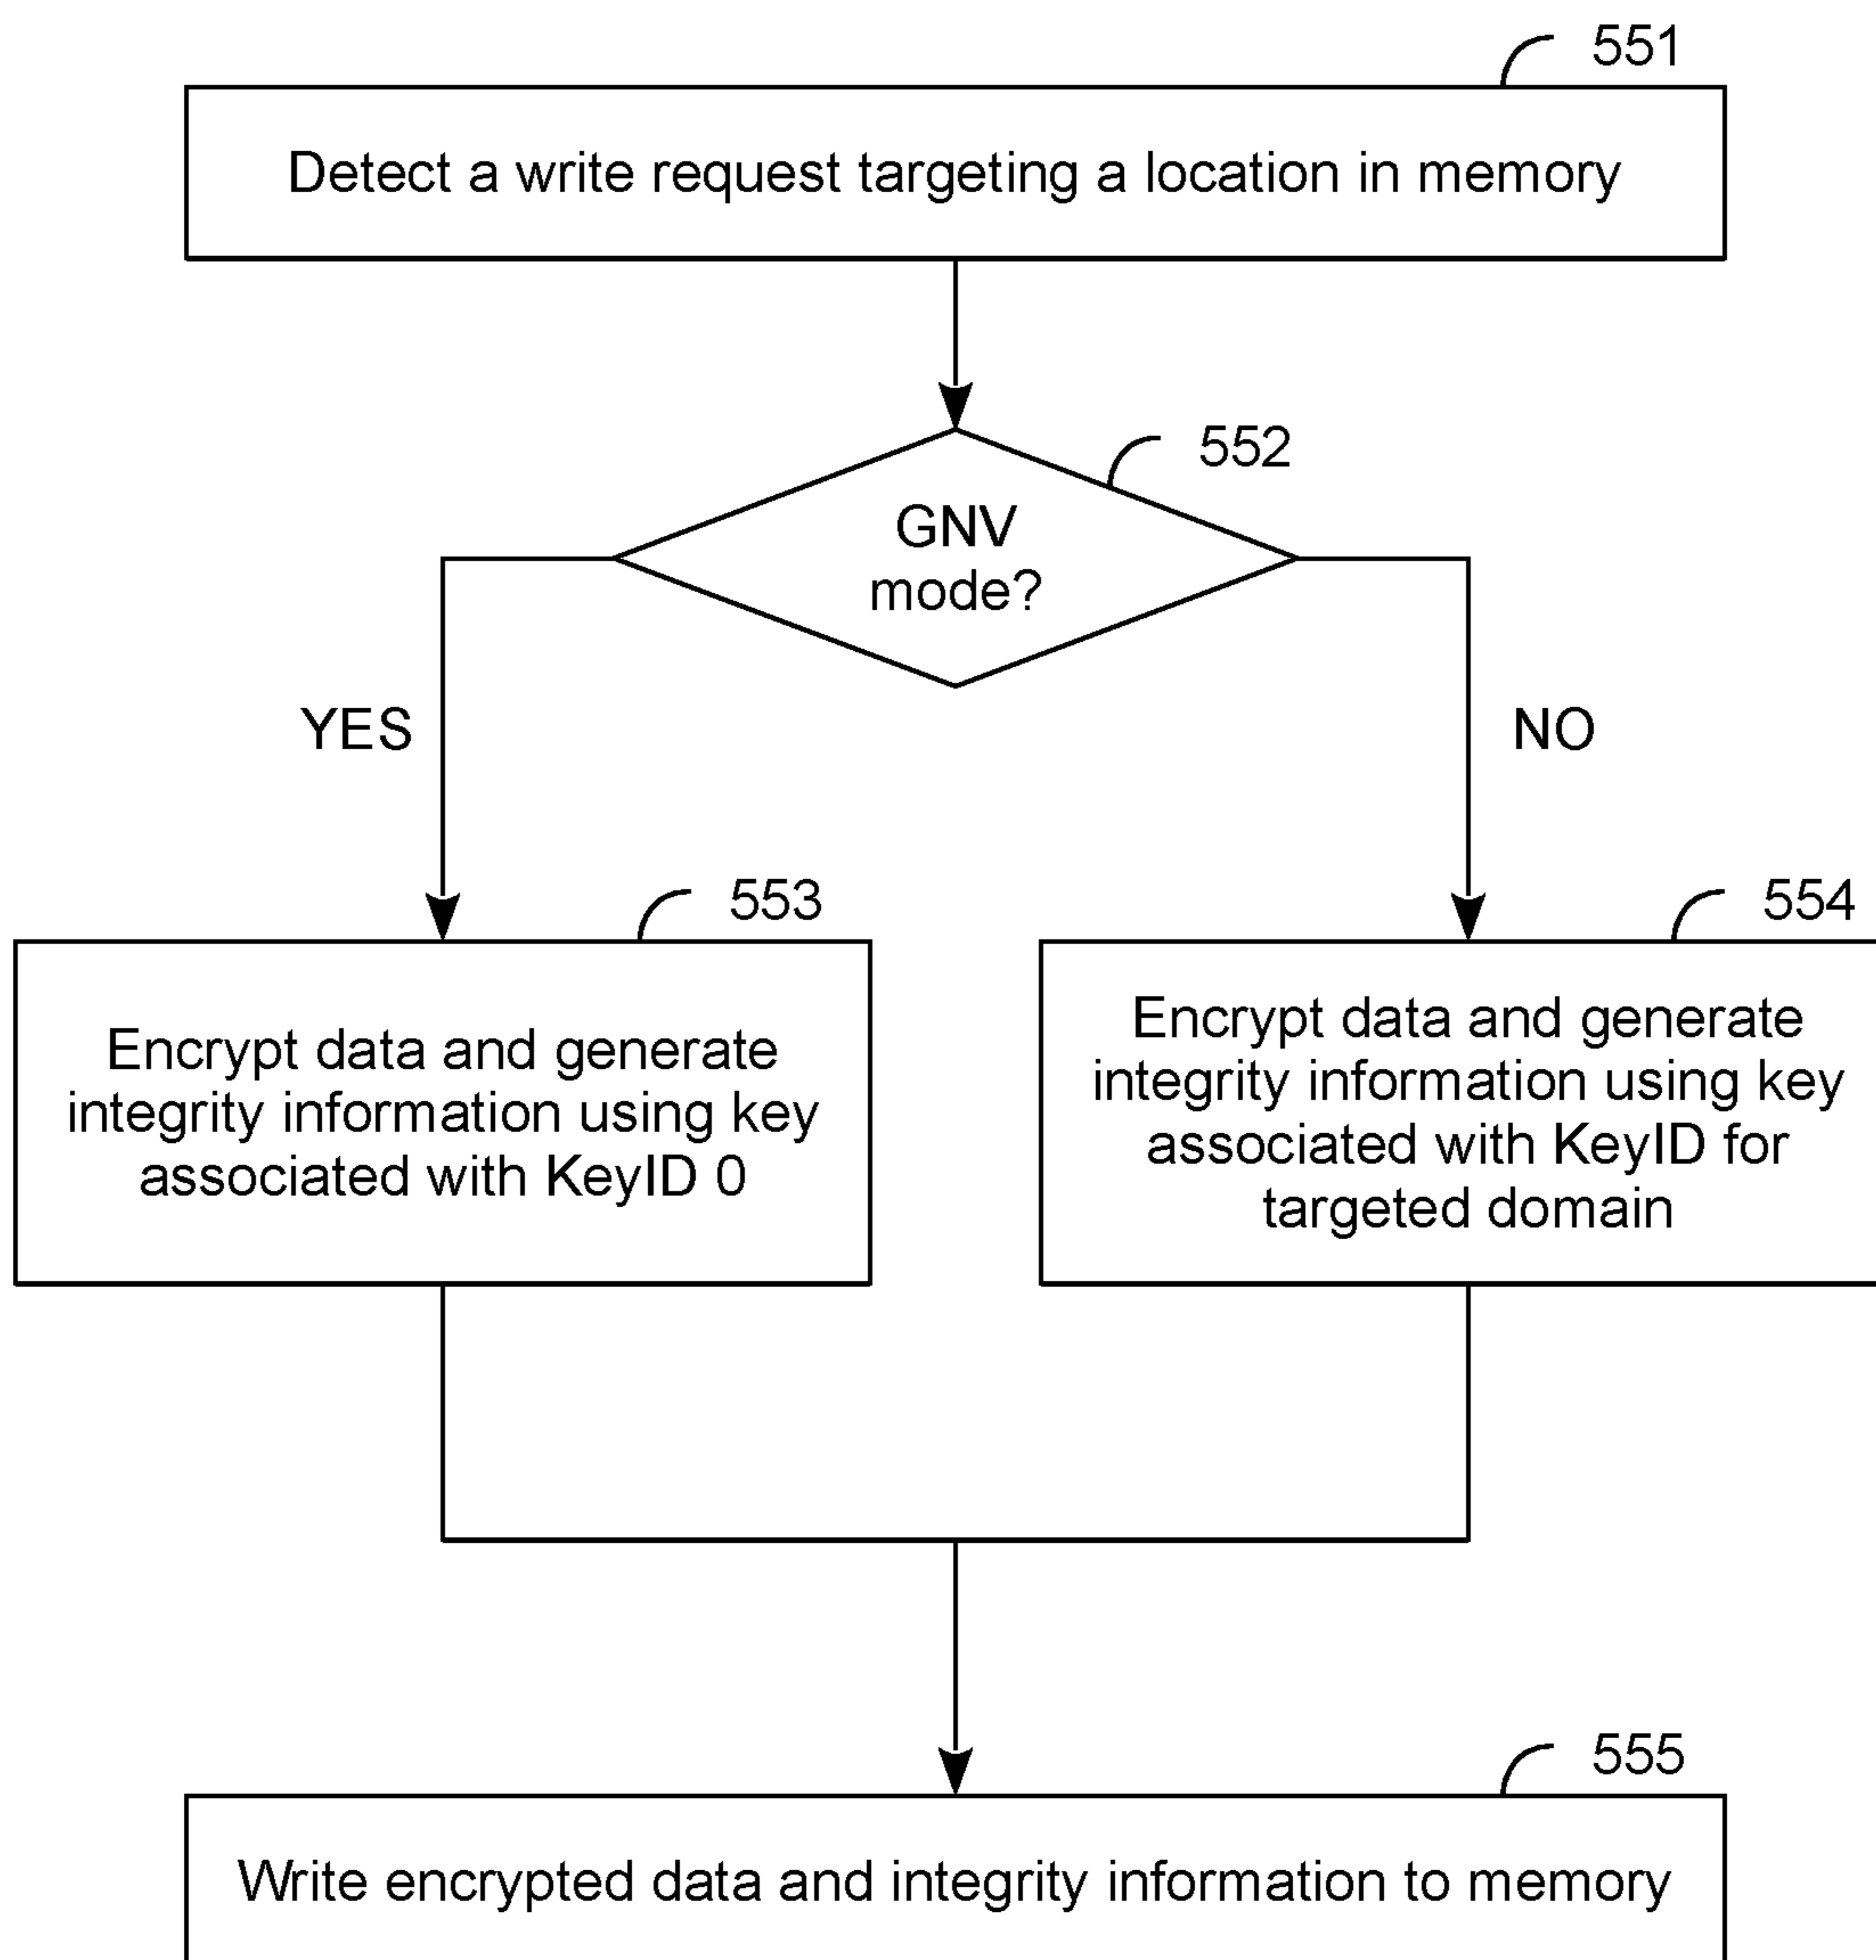 551
Detect a write request targeting a location in memory
552
GNV
mode?
YES
NO
553
Encrypt data and generate
integrity information using key
associated with KeyID 0
554
Encrypt data and generate
integrity information using key
associated with KeyID for
targeted domain
555
Write encrypted data and integrity information to memory